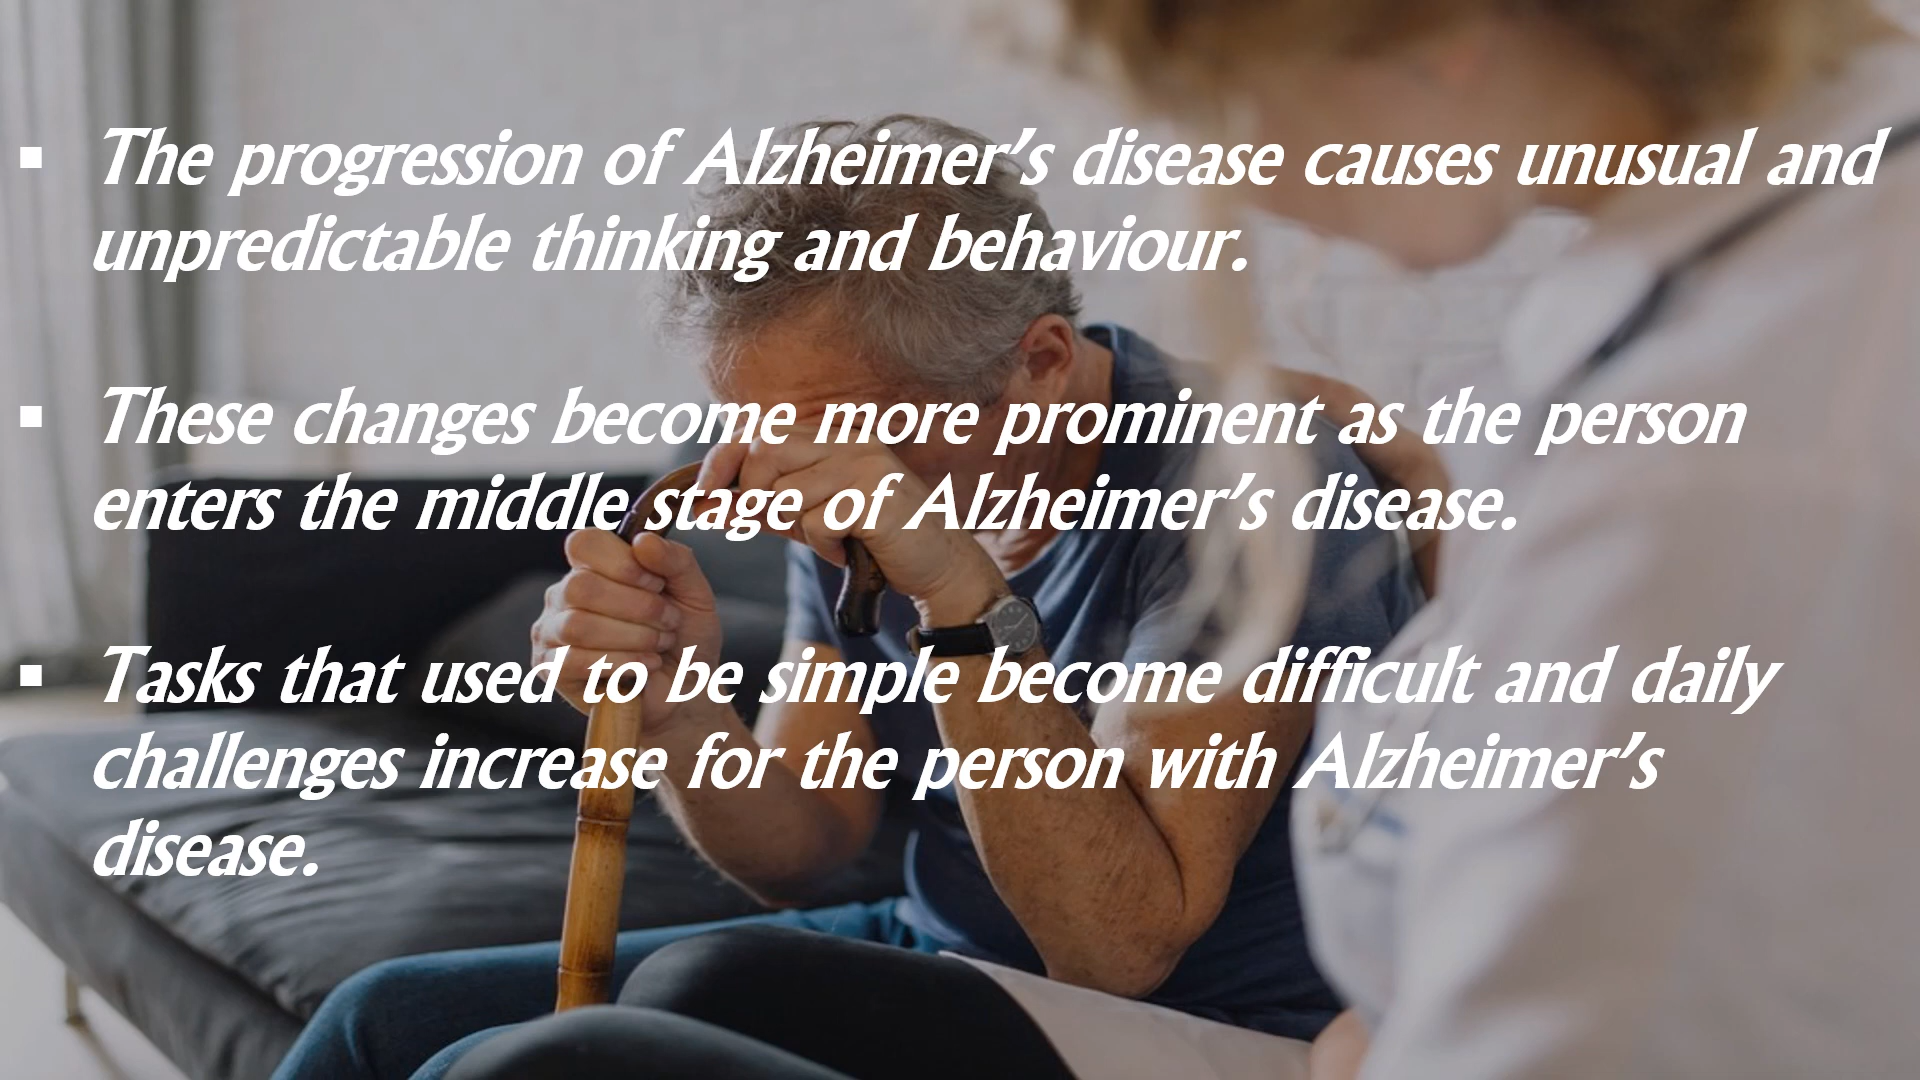 ▪ The progression of Alzheimer’s disease causes unusual and
unpredictable thinking and behaviour.
▪ These changes become more prominent as the person
enters the middle stage of Alzheimer’s disease.
▪ Tasks that used to be simple become difficult and daily
challenges increase for the person with Alzheimer’s
disease.